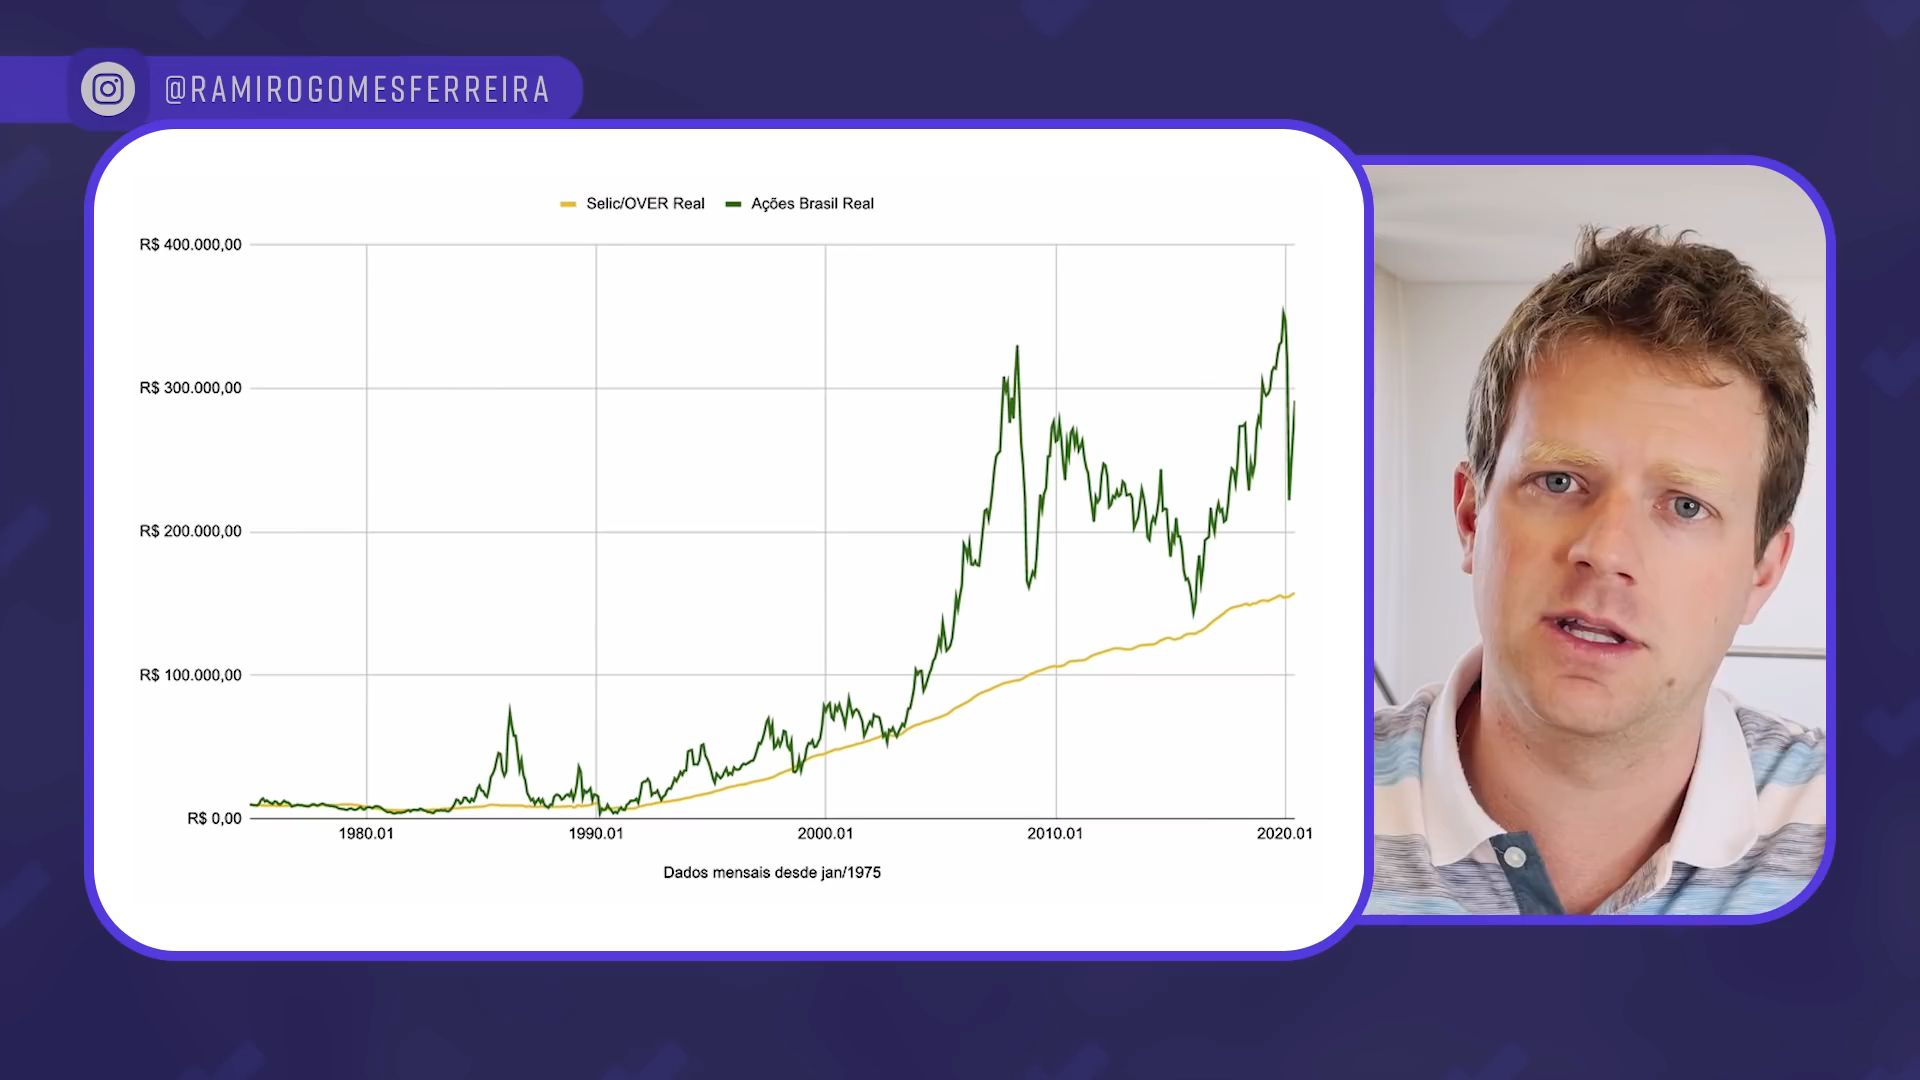 @RAMIROGOMESFERREIRA
Selic/OVER Real Ações Brasil Real
R$ 400.000,00
R$ 300.000,00
R$ 200.000,00
R$ 100.000,00
R$ 0,00
1980.01 1990.01 2000.01 2010.01 2020.01
Dados mensais desde jan/1975